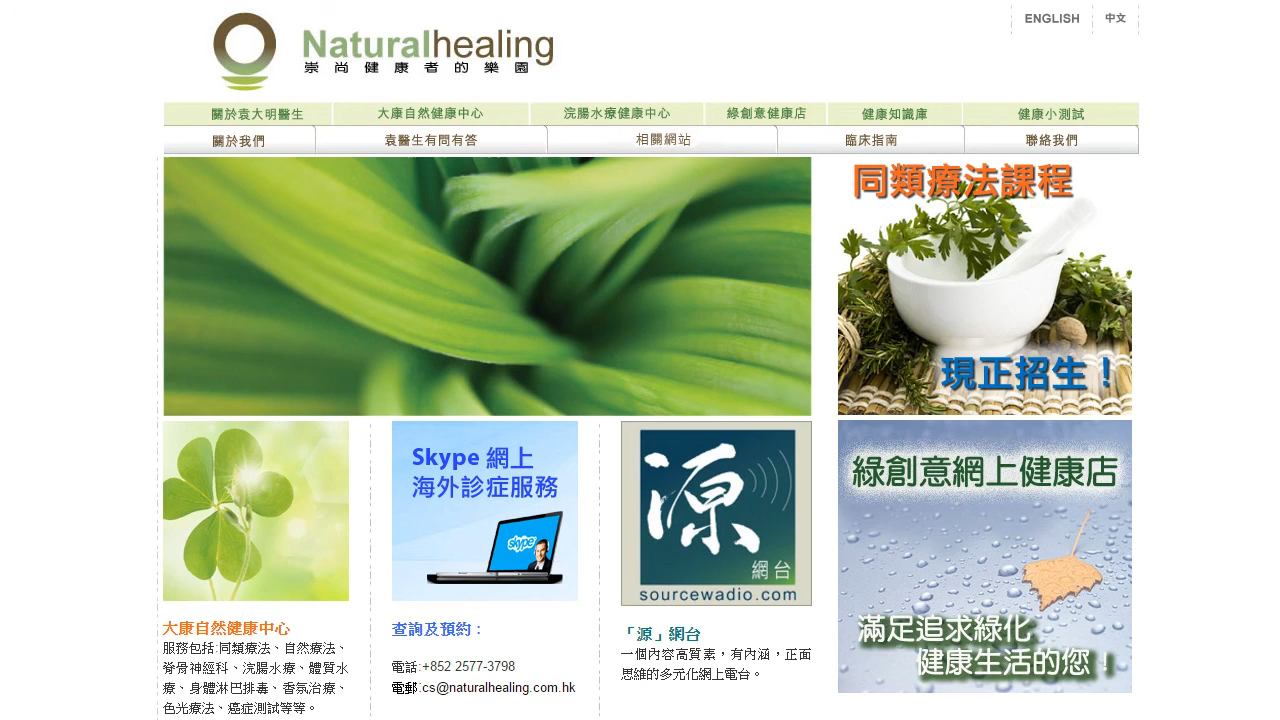 ENGLISH 中文
Naturalhealing
崇尚健康者的樂園
關於袁大明醫生 大康自然健康中心 浣腸水療健康中心 綠創意健康店 健康知識庫 健康小測試
關於我們 袁醫生有問有答 相關網站 臨床指南 聯絡我們
同類療法課程
現正招生！
Skype 網上
海外診症服務
skype
源
網台
sourcewadio.com
綠創意網上健康店
滿足追求綠化
健康生活的您！
大康自然健康中心
服務包括:同類療法、自然療法、
脊骨神經科、浣腸水療、體質水
療、身體淋巴排毒、香氛治療、
色光療法、癌症測試等等。
查詢及預約：
電話:+852 2577-3798
電郵:cs@naturalhealing.com.hk
「源」網台
一個內容高質素，有內涵，正面
思維的多元化網上電台。